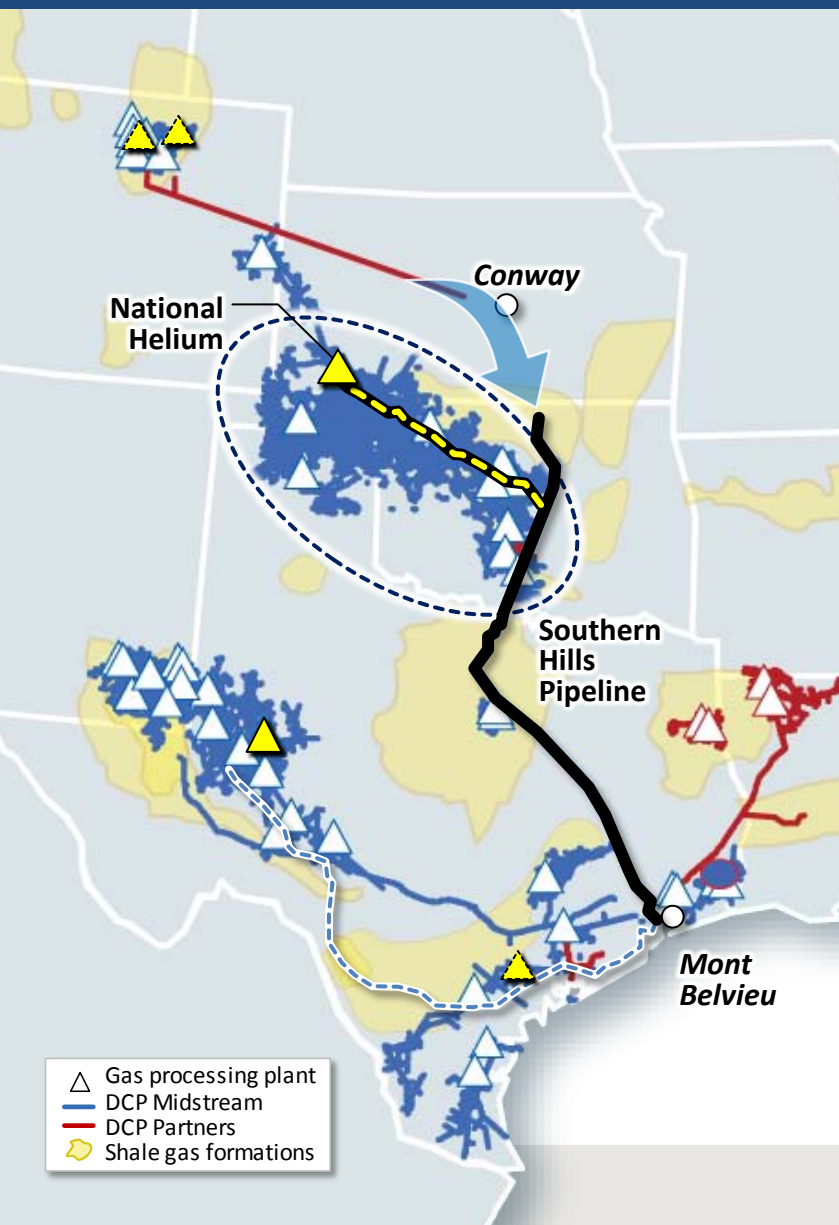 Conway
National
Helium
Southern
Hills
Pipeline
Mont
Belvieu
Gas processing plant
DCP Midstream
DCP Partners
Shale gas formations